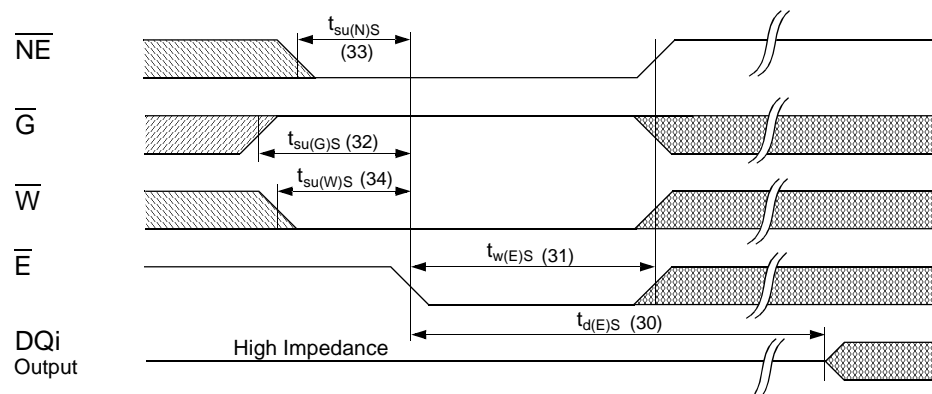 NE
tsu(N)S
(33)
G
tsu(G)S (32)
W
tsu(W)S (34)
E
tw(E)S (31)
td(E)S (30)
DQi
Output
High Impedance